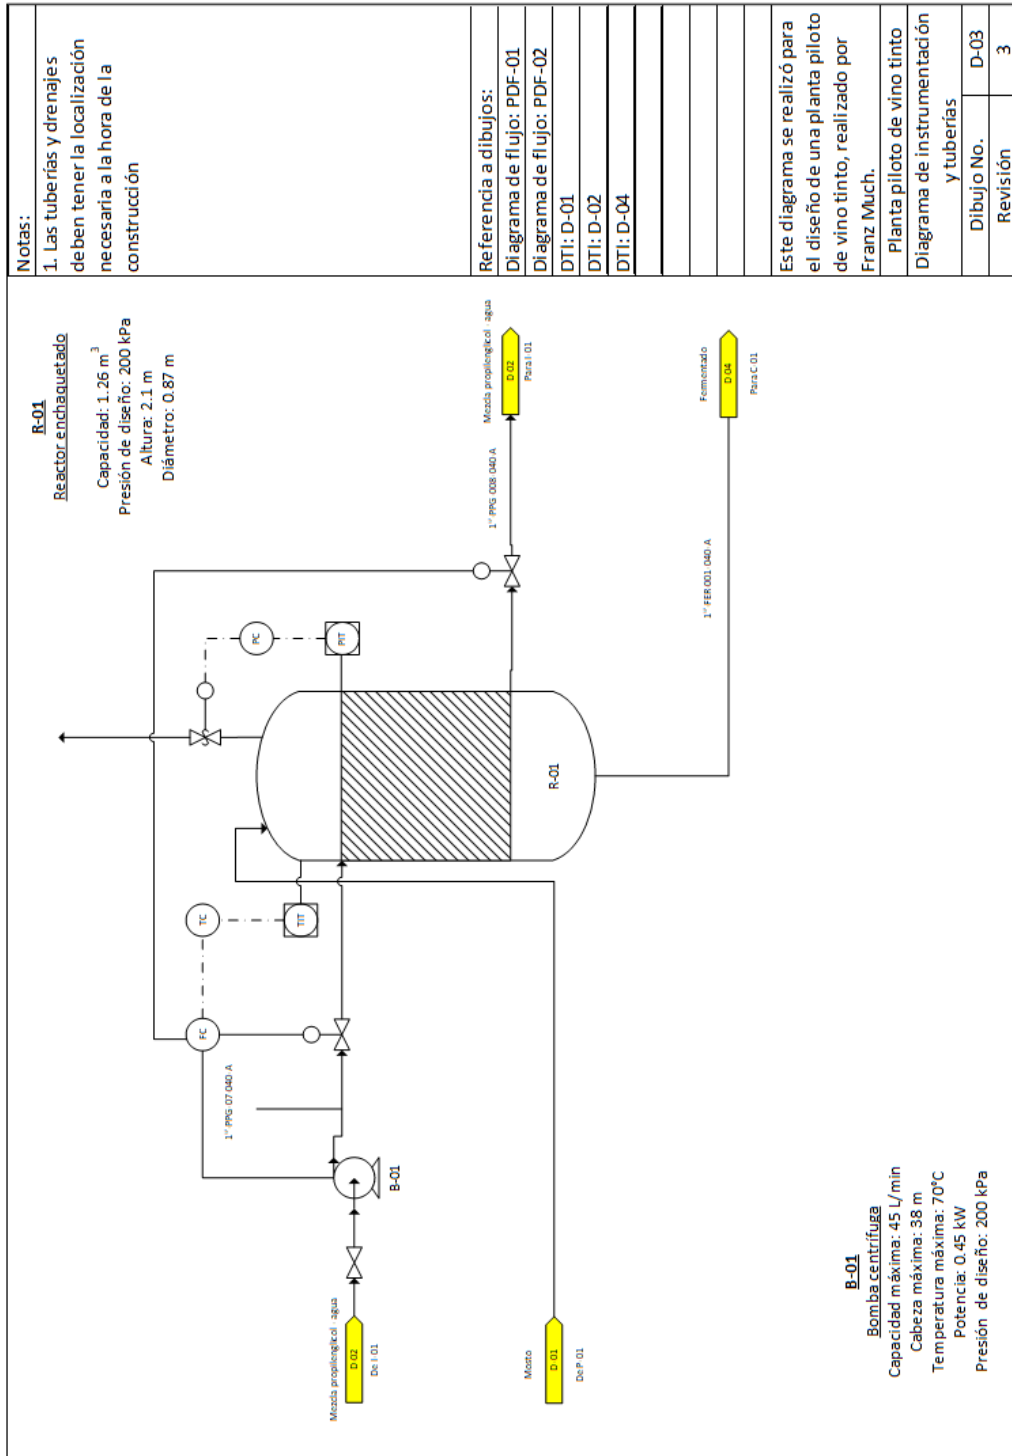 R-01
Reactor enchaquetado
Capacidad: 1.26 m³
Presión de diseño: 200 kPa
Altura: 2.1 m
Diámetro: 0.87 m
PC
PIT
TC
TIT
FC
1" PPG 07 040 A
B-01
R-01
Mezcla propilenglicol - agua
D 02
De I-01
Mosto
D 01
De P 01
Mezcla propilenglicol - agua
D 02
Para I-01
1" PPG 008 040 A
Fermentado
D 04
Para C 01
1" FER 001 040 A
B-01
Bomba centrífuga
Capacidad máxima: 45 L/min
Cabeza máxima: 38 m
Temperatura máxima: 70°C
Potencia: 0.45 kW
Presión de diseño: 200 kPa
Notas:
1. Las tuberías y drenajes
deben tener la localización
necesaria a la hora de la
construcción
Referencia a dibujos:
Diagrama de flujo: PDF-01
Diagrama de flujo: PDF-02
DTI: D-01
DTI: D-02
DTI: D-04
Este diagrama se realizó para
el diseño de una planta piloto
de vino tinto, realizado por
Franz Much.
Planta piloto de vino tinto
Diagrama de instrumentación
y tuberías
Dibujo No. D-03
Revisión 3